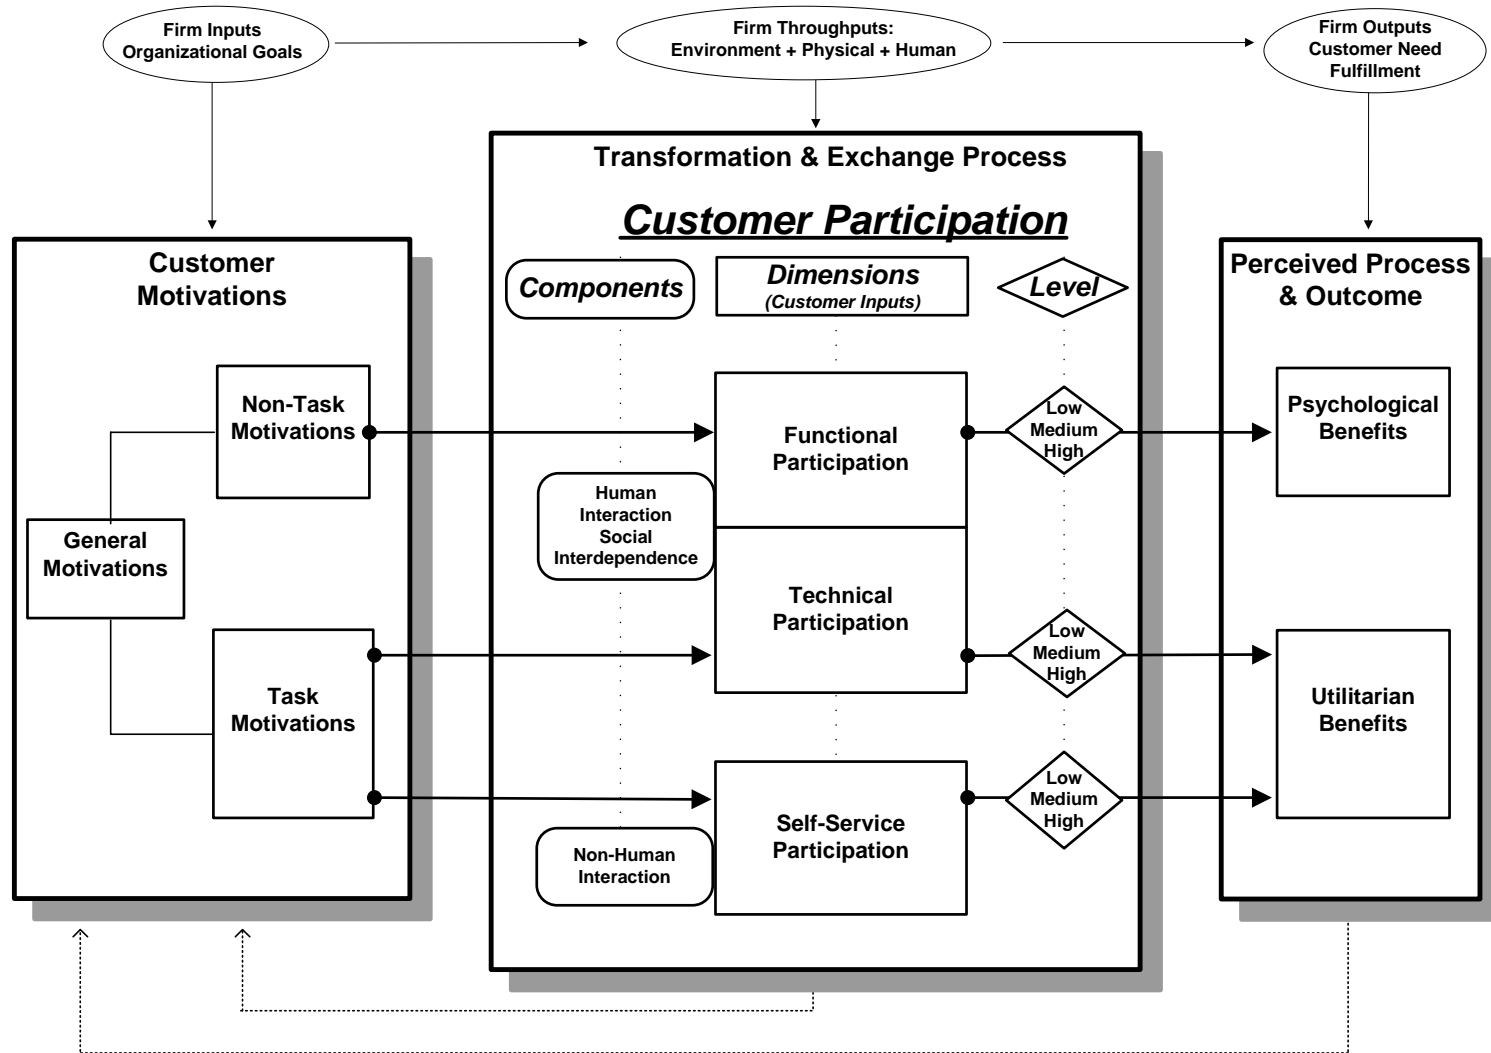 Firm Inputs
Organizational Goals
Firm Throughputs:
Environment + Physical + Human
Firm Outputs
Customer Need
Fulfillment
Customer
Motivations
Non-Task
Motivations
General
Motivations
Task
Motivations
Transformation & Exchange Process
Customer Participation
Components
Dimensions
(Customer Inputs)
Level
Functional
Participation
Human
Interaction
Social
Interdependence
Technical
Participation
Self-Service
Participation
Non-Human
Interaction
Low
Medium
High
Low
Medium
High
Low
Medium
High
Perceived Process
& Outcome
Psychological
Benefits
Utilitarian
Benefits